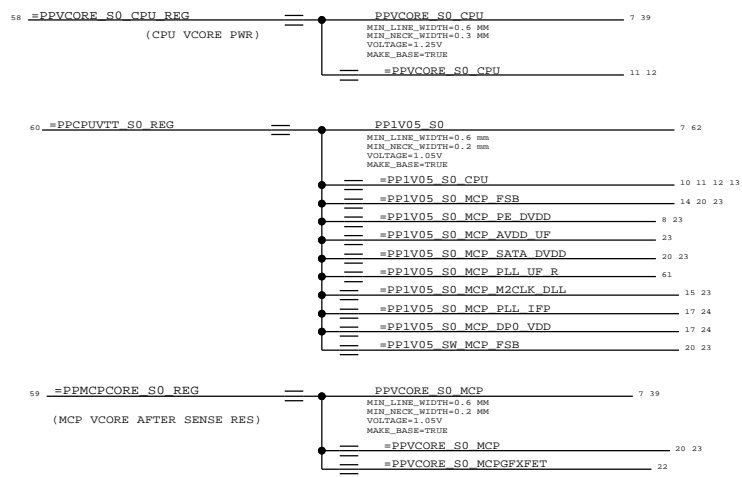 58 =PPVCORE_S0_CPU_REG PPVCORE_S0_CPU 7 39
(CPU VCORE PWR)
MIN_LINE_WIDTH=0.6 MM
MIN_NECK_WIDTH=0.3 MM
VOLTAGE=1.25V
MAKE_BASE=TRUE
=PPVCORE_S0_CPU 11 12
60 =PPCPUVTT_S0_REG PP1V05_S0 7 62
MIN_LINE_WIDTH=0.6 mm
MIN_NECK_WIDTH=0.2 mm
VOLTAGE=1.05V
MAKE_BASE=TRUE
=PP1V05_S0_CPU 10 11 12 13
=PP1V05_S0_MCP_FSB 14 20 23
=PP1V05_S0_MCP_PE_DVDD 8 23
=PP1V05_S0_MCP_AVDD_UF 23
=PP1V05_S0_MCP_SATA_DVDD 20 23
=PP1V05_S0_MCP_PLL_UF_R 61
=PP1V05_S0_MCP_M2CLK_DLL 15 23
=PP1V05_S0_MCP_PLL_IFP 17 24
=PP1V05_S0_MCP_DP0_VDD 17 24
=PP1V05_SW_MCP_FSB 20 23
59 =PPMCPCORE_S0_REG PPVCORE_S0_MCP 7 39
(MCP VCORE AFTER SENSE RES)
MIN_LINE_WIDTH=0.6 MM
MIN_NECK_WIDTH=0.2 MM
VOLTAGE=1.05V
MAKE_BASE=TRUE
=PPVCORE_S0_MCP 20 23
=PPVCORE_S0_MCPGFXFET 22